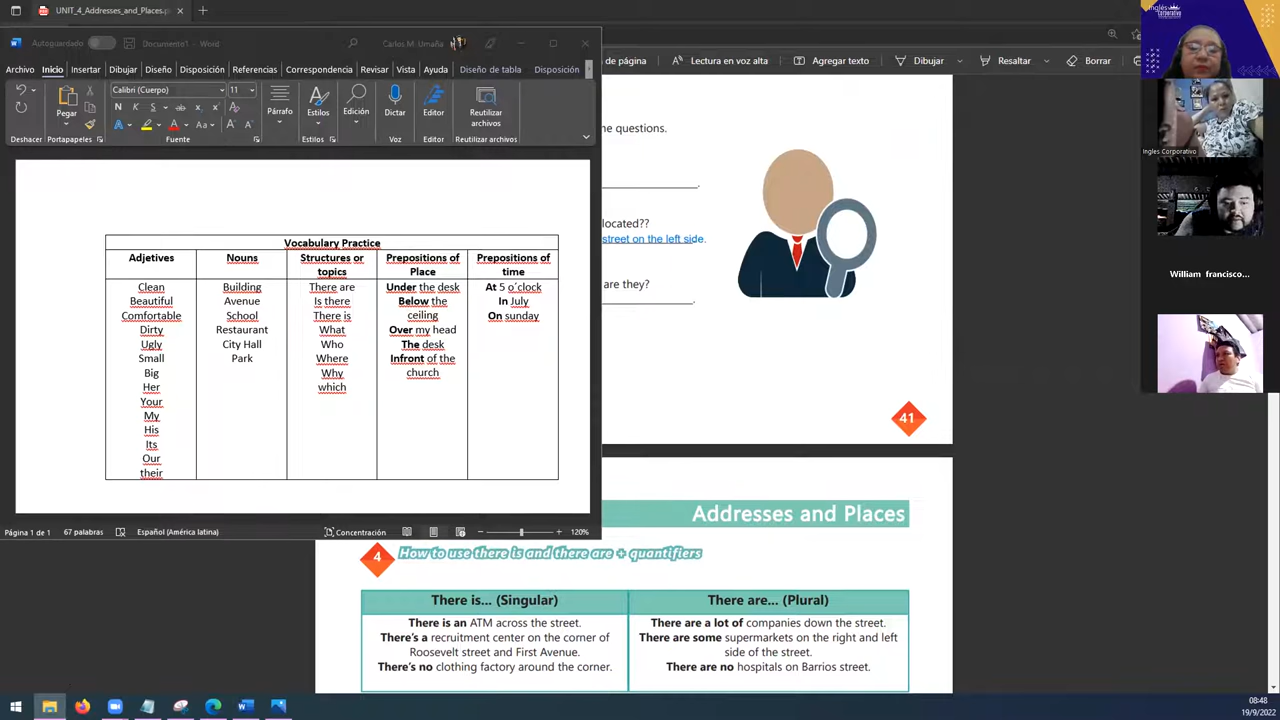 UNIT_4_Addresses-and-Places.p
Autoguardado
Documento1 - Word
Carlos M. Umaña
Archivo Inicio Insertar Dibujar Diseño Disposición Referencias Correspondencia Revisar Vista Ayuda Diseño de tabla Disposición
Calibri (Cuerpo) 11
Deshacer
Pegar
Portapapeles
Fuente
Párrafo
Estilos
Estilos
Edición
Dictar
Voz
Editor
Editor
Reutilizar archivos
Reutilizar archivos
de página
Lectura en voz alta
Agregar texto
Dibujar
Resaltar
Borrar
Vocabulary Practice
Adjetives
Nouns
Structures or topics
Prepositions of Place
Prepositions of time
Clean
Beautiful
Comfortable
Dirty
Ugly
Small
Big
Her
Your
My
His
Its
Our
their
Building
Avenue
School
Restaurant
City Hall
Park
There are
Is there
There is
What
Who
Where
Why
which
Under the desk
Below the
ceiling
Over my head
The desk
Infront of the
church
At 5 o´clock
In July
On sunday
Página 1 de 1
67 palabras
Español (América latina)
Concentración
120%
ne questions.
located??
street on the left side.
are they?
41
Addresses and Places
4
How to use there is and there are + quantifiers
There is... (Singular)
There are... (Plural)
There is an ATM across the street.
There's a recruitment center on the corner of
Roosevelt street and First Avenue.
There's no clothing factory around the corner.
There are a lot of companies down the street.
There are some supermarkets on the right and left
side of the street.
There are no hospitals on Barrios street.
Inglés
Corporativo
Ingles Corporativo
William francisco...
08:48
19/9/2022